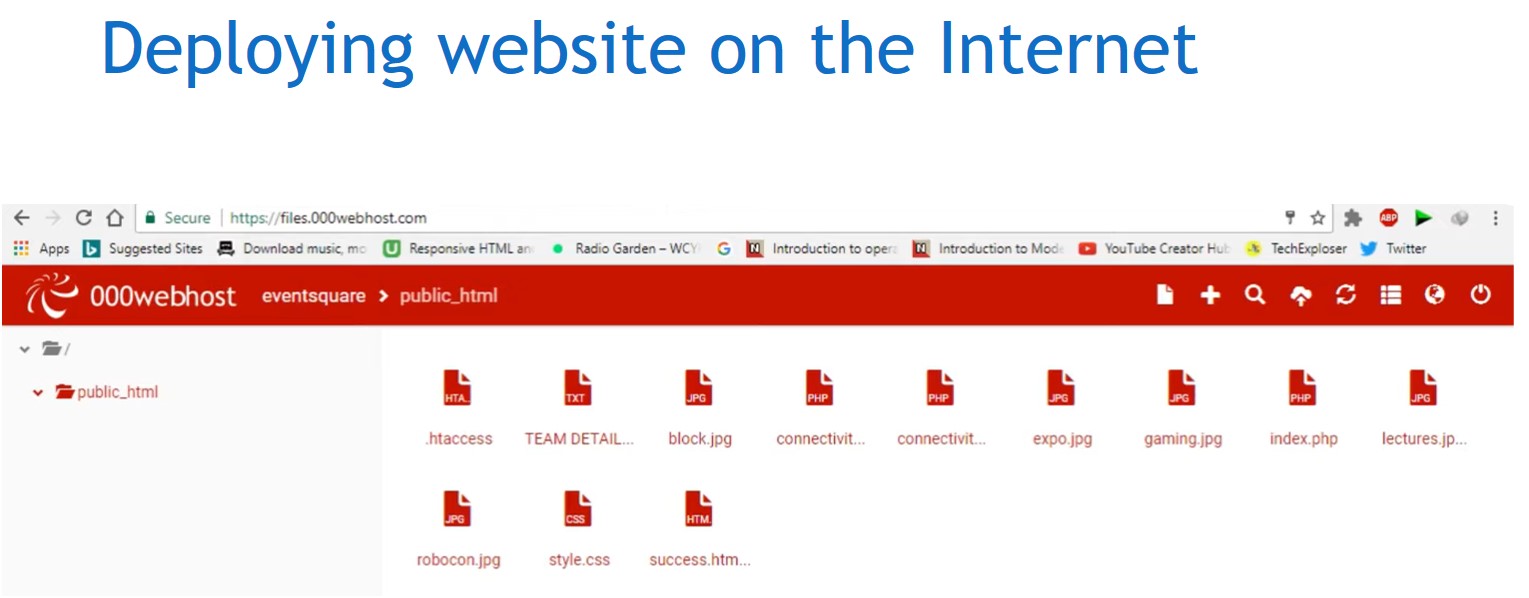 Deploying website on the Internet
Secure | https://files.000webhost.com
ABP
Apps Suggested Sites Download music, mo Responsive HTML an Radio Garden – WCY Introduction to opera Introduction to Mode YouTube Creator Hub TechExploser Twitter
000webhost eventsquare > public_html
/
public_html
HTA. TXT JPG PHP PHP JPG JPG PHP JPG
.htaccess TEAM DETAIL... block.jpg connectivit... connectivit... expo.jpg gaming.jpg index.php lectures.jp...
JPG CSS HTM.
robocon.jpg style.css success.htm...